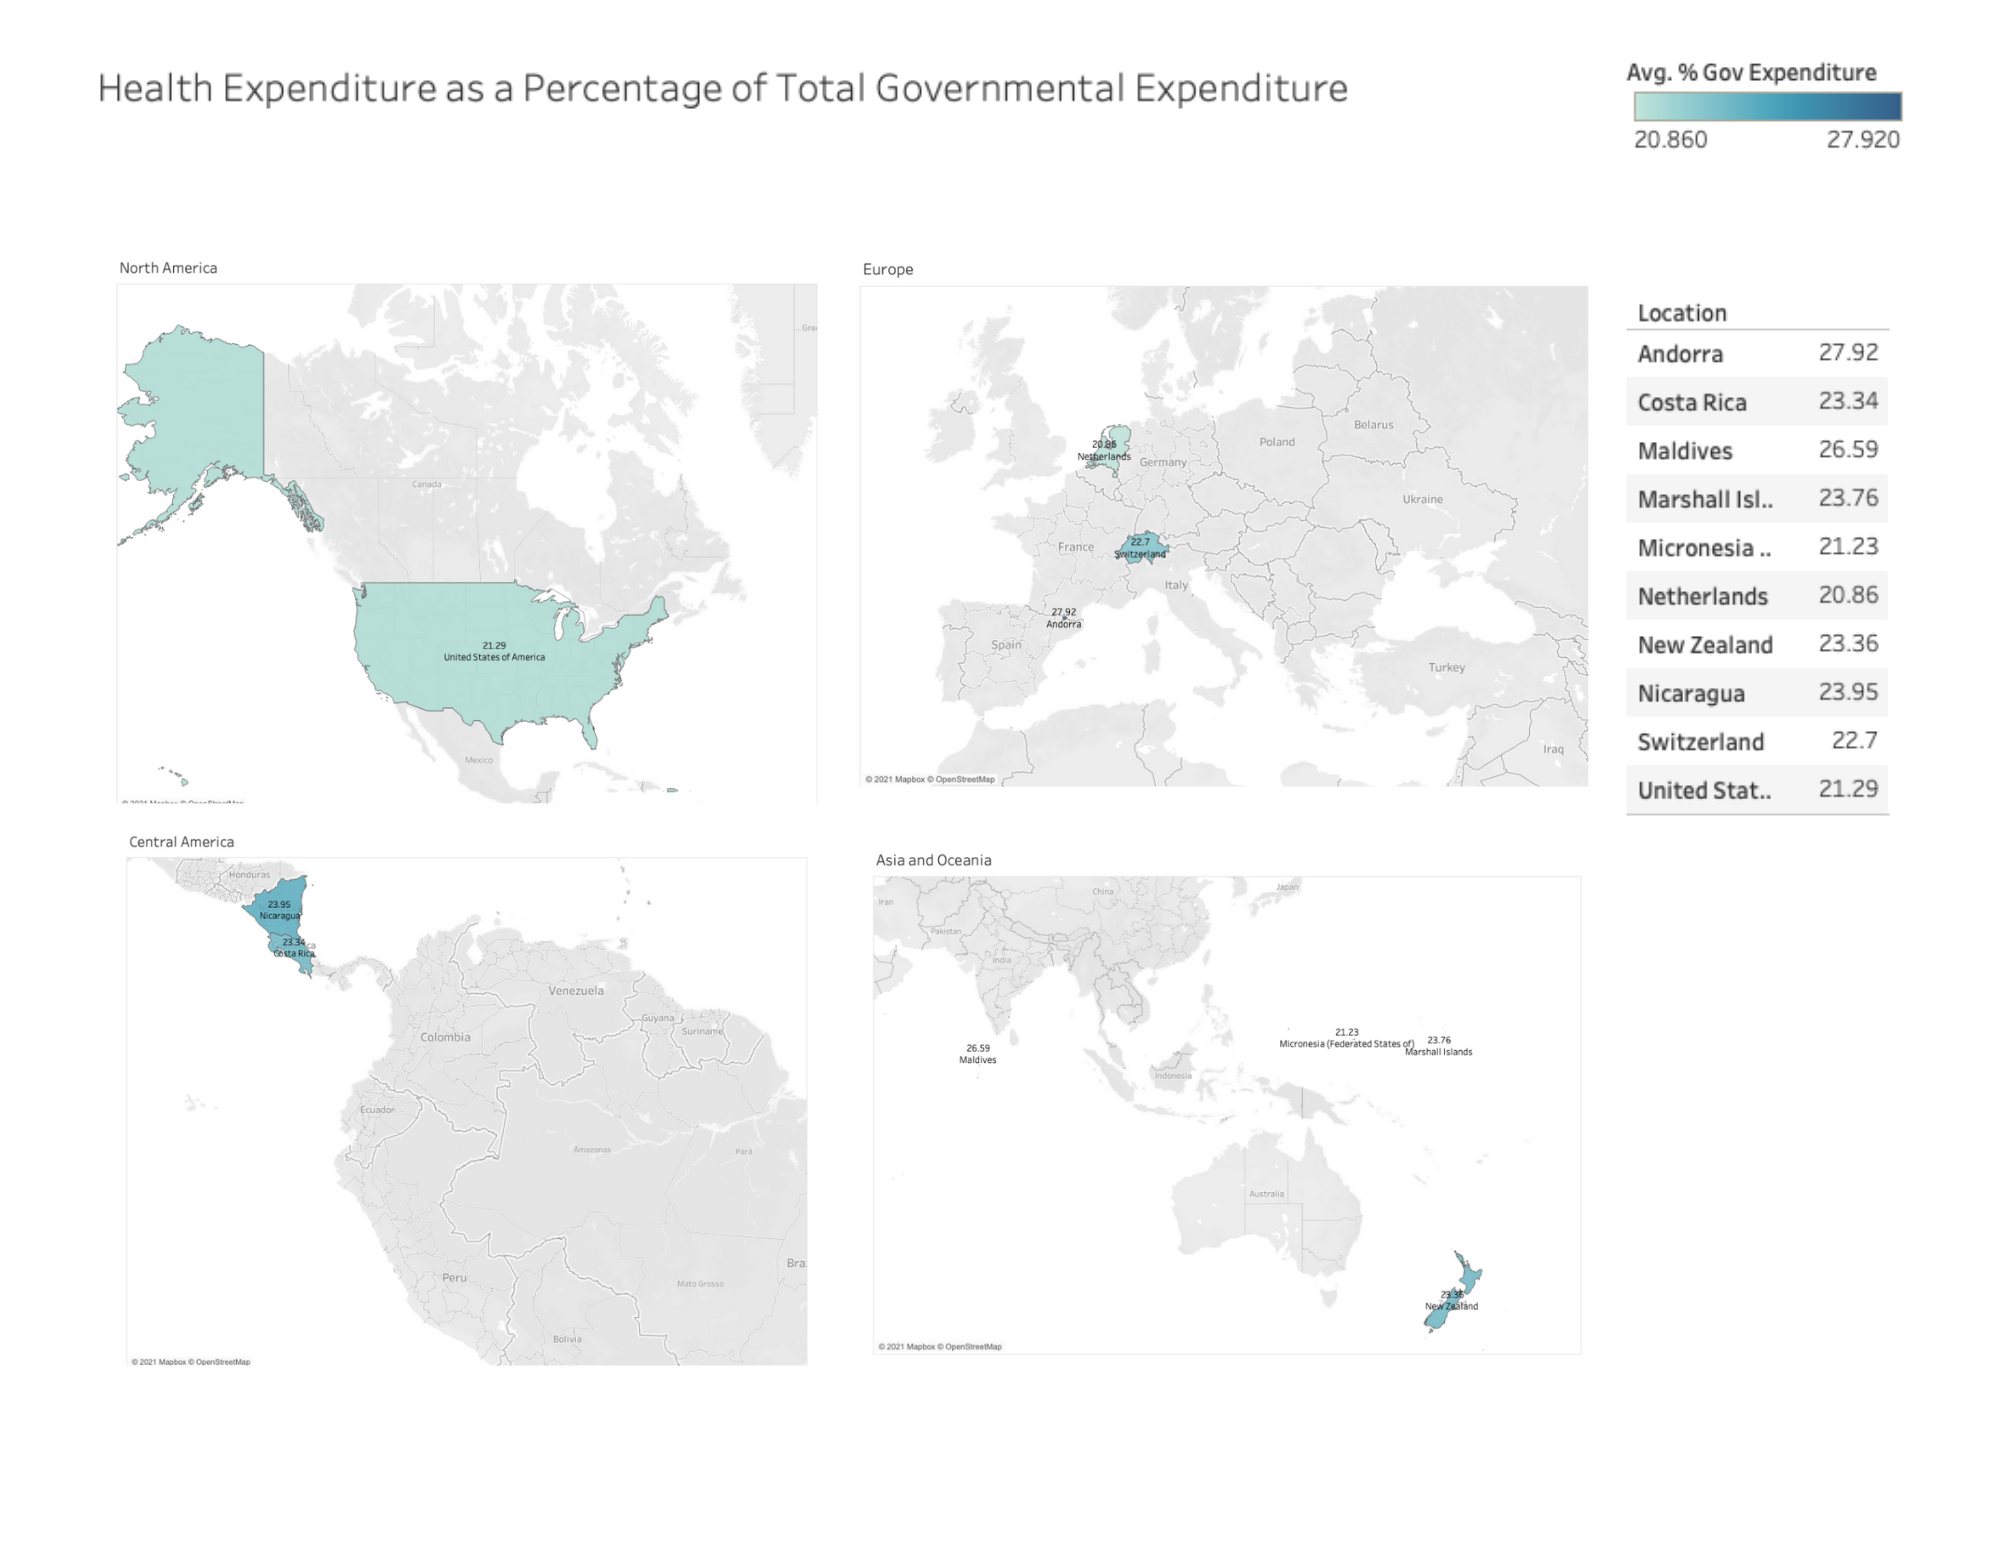 Health Expenditure as a Percentage of Total Governmental Expenditure
Avg. % Gov Expenditure
20.860 27.920
North America
Canada
21.29
United States of America
Mexico
Europe
Belarus
Poland
20.86
Netherlands
Germany
Ukraine
22.7
Switzerland
France
Italy
27.92
Andorra
Spain
Turkey
Iraq
© 2021 Mapbox © OpenStreetMap
Location
Andorra 27.92
Costa Rica 23.34
Maldives 26.59
Marshall Isl.. 23.76
Micronesia .. 21.23
Netherlands 20.86
New Zealand 23.36
Nicaragua 23.95
Switzerland 22.7
United Stat.. 21.29
Central America
Honduras
23.95
Nicaragua
23.34
Costa Rica
Venezuela
Guyana
Suriname
Colombia
Ecuador
Amazonas
Pará
Peru
Mato Grosso
Bra
Bolivia
© 2021 Mapbox © OpenStreetMap
Asia and Oceania
Japan
China
Iran
Pakistan
India
26.59
Maldives
21.23
Micronesia (Federated States of)
23.76
Marshall Islands
Indonesia
Australia
23.36
New Zealand
© 2021 Mapbox © OpenStreetMap